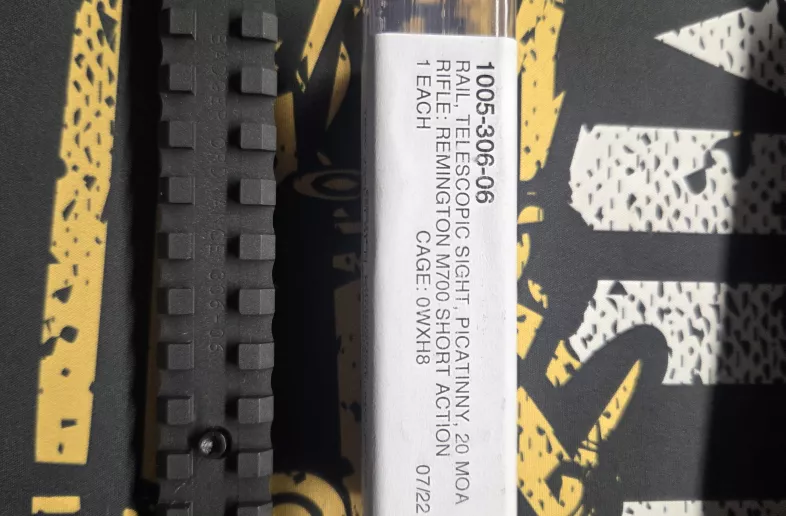 1005-306-06
RAIL, TELESCOPIC SIGHT, PICATINNY, 20 MOA
RIFLE: REMINGTON M700 SHORT ACTION
1 EACH CAGE: 0WXH8 07/22